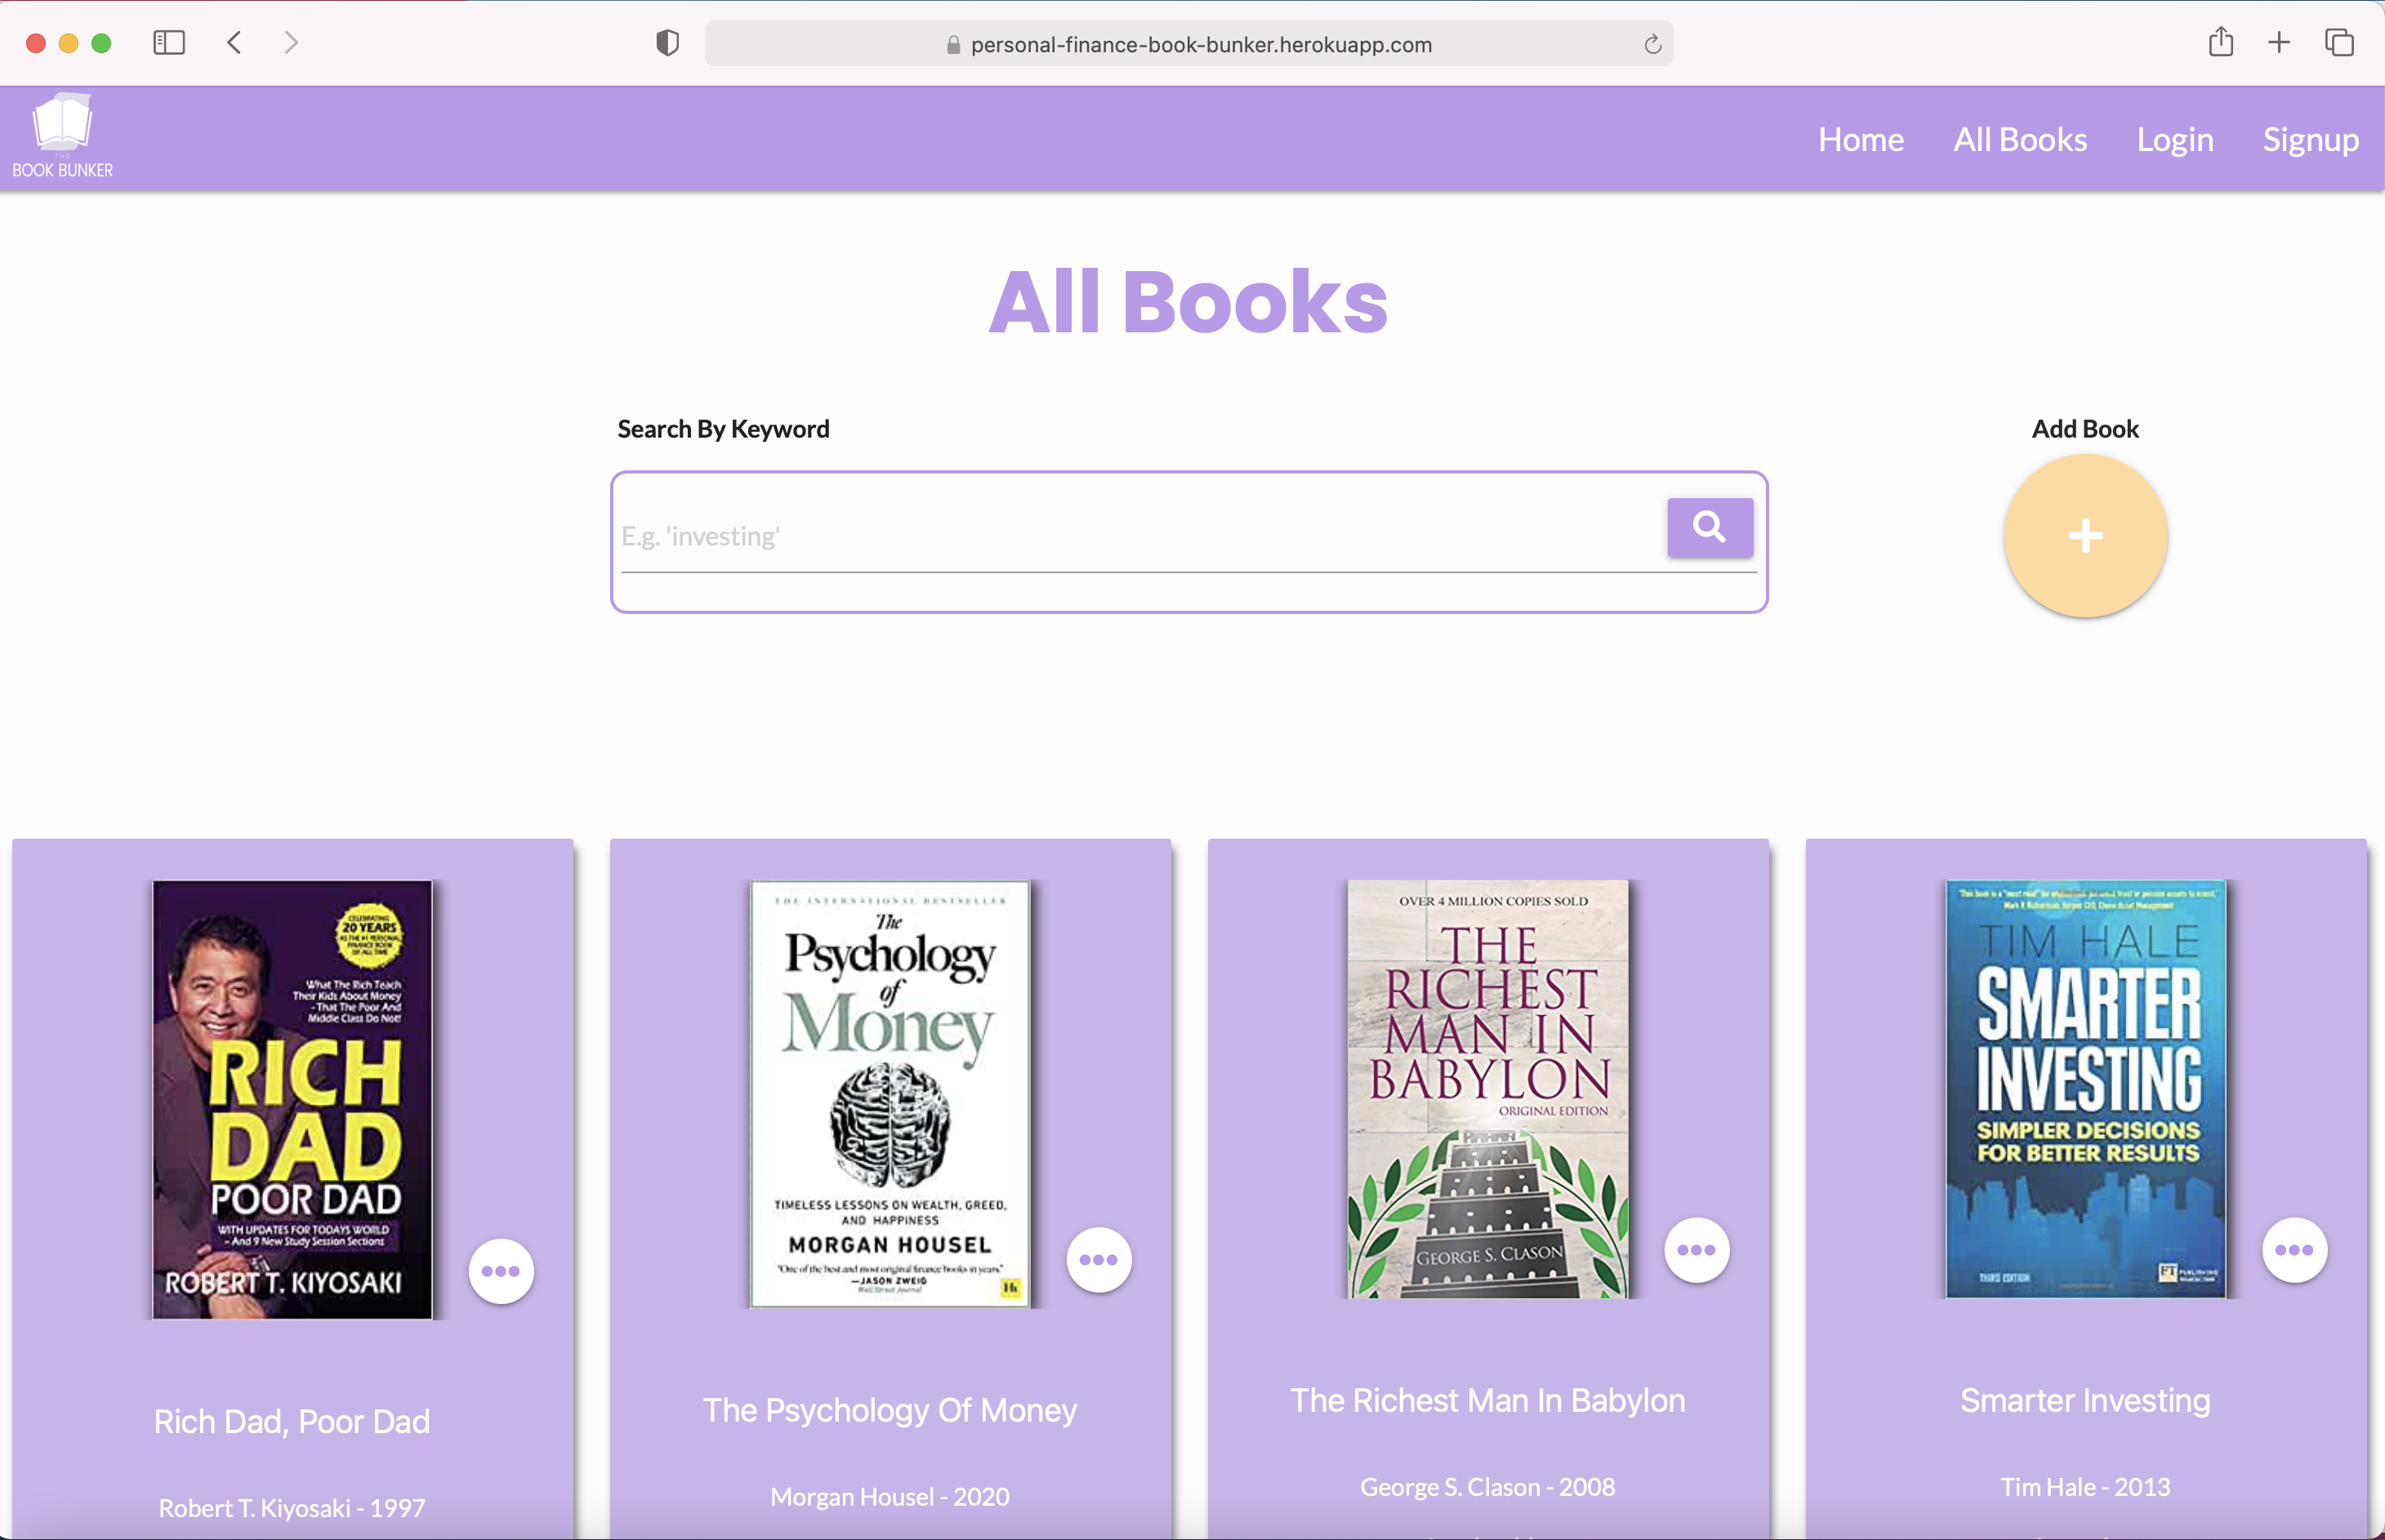 personal-finance-book-bunker.herokuapp.com
THE
BOOK BUNKER
Home
All Books
Login
Signup
All Books
Search By Keyword
Add Book
E.g. 'investing'
CELEBRATING
20 YEARS
AS THE #1 PERSONAL
FINANCE BOOK
OF ALL TIME
What The Rich Teach
Their Kids About Money
- That The Poor And
Middle Class Do Not!
RICH
DAD
POOR DAD
WITH UPDATES FOR TODAYS WORLD
- And 9 New Study Session Sections
ROBERT T. KIYOSAKI
Rich Dad, Poor Dad
Robert T. Kiyosaki - 1997
THE INTERNATIONAL BESTSELLER
The
Psychology
of
Money
TIMELESS LESSONS ON WEALTH, GREED,
AND HAPPINESS
MORGAN HOUSEL
"One of the best and most original finance books in years."
—JASON ZWEIG
Wall Street Journal
Hh
The Psychology Of Money
Morgan Housel - 2020
OVER 4 MILLION COPIES SOLD
THE
RICHEST
MAN IN
BABYLON
ORIGINAL EDITION
GEORGE S. CLASON
The Richest Man In Babylon
George S. Clason - 2008
TIM HALE
SMARTER
INVESTING
SIMPLER DECISIONS
FOR BETTER RESULTS
THIRD EDITION
FT PUBLISHING
Smarter Investing
Tim Hale - 2013